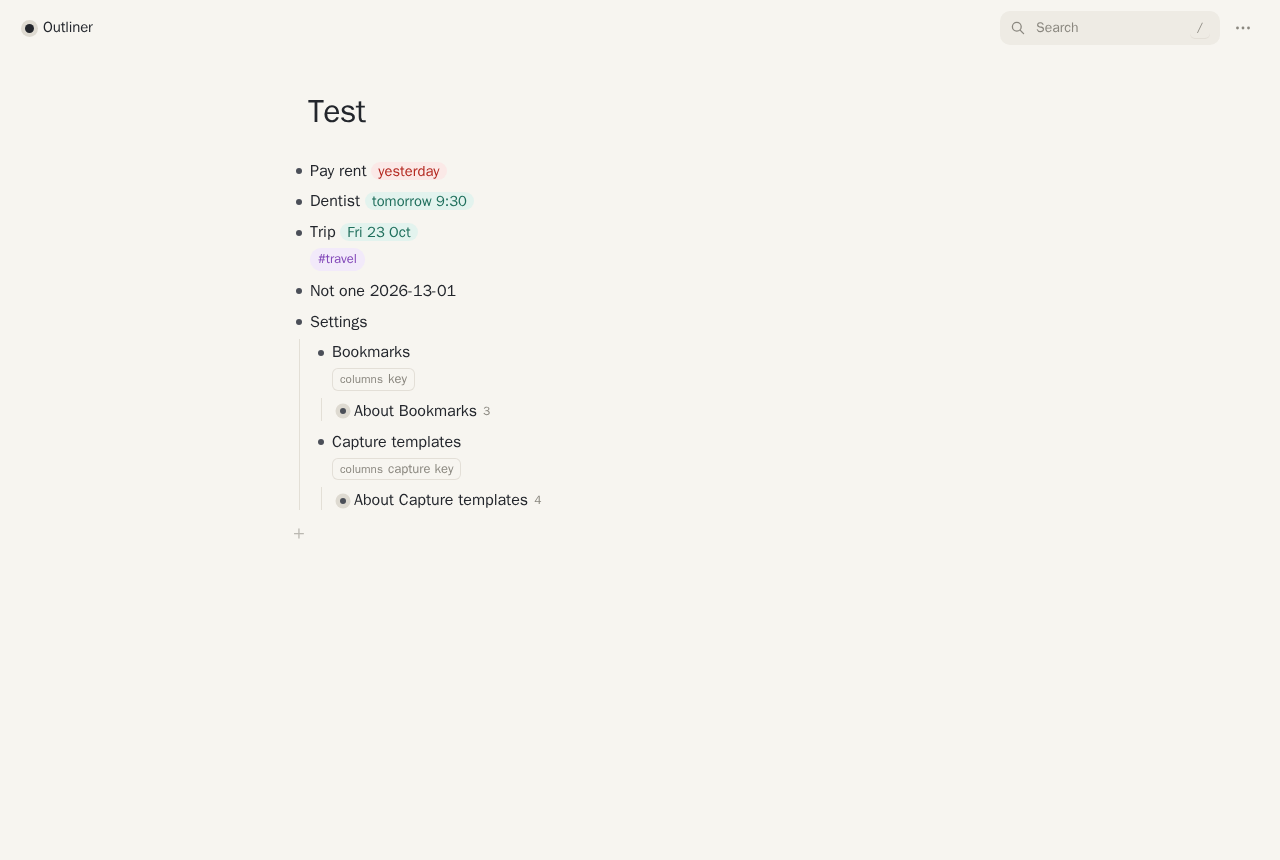 Outliner
Search /
Test
Pay rent yesterday
Dentist tomorrow 9:30
Trip Fri 23 Oct
#travel
Not one 2026-13-01
Settings
Bookmarks
columns key
About Bookmarks 3
Capture templates
columns capture key
About Capture templates 4
+